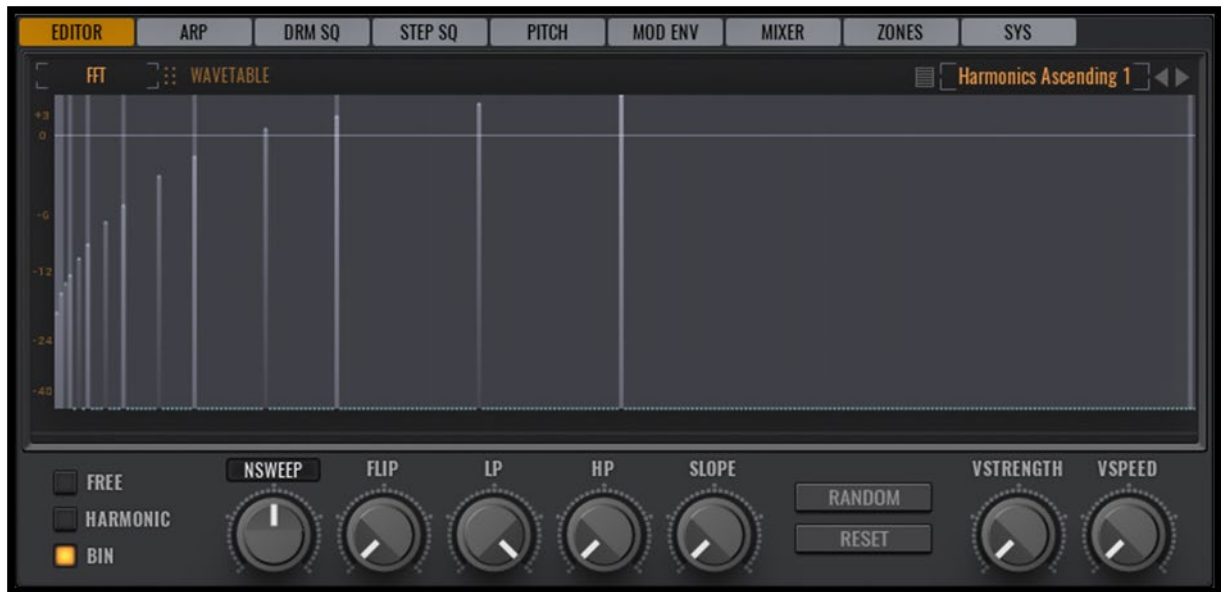 EDITOR ARP DRM SQ STEP SQ PITCH MOD ENV MIXER ZONES SYS
FFT WAVETABLE Harmonics Ascending 1
+3
0
-6
-12
-24
-40
FREE
HARMONIC
BIN
NSWEEP FLIP LP HP SLOPE
RANDOM
RESET
VSTRENGTH VSPEED